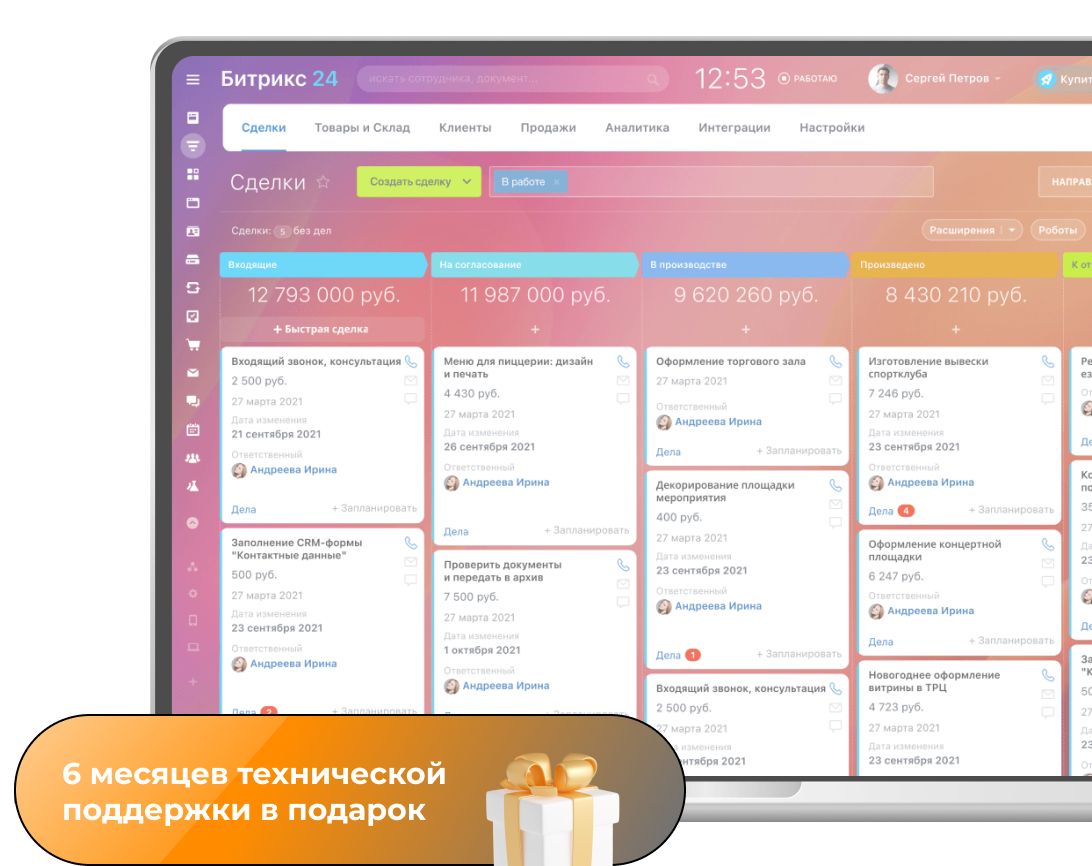 Битрикс 24
искать сотрудника, документ...
12:53
РАБОТАЮ
Сергей Петров
Сделки
Товары и Склад
Клиенты
Продажи
Аналитика
Интеграции
Настройки
Сделки
Создать сделку
В работе ×
Сделки: 5 без дел
Расширения
Роботы
Входящие
На согласование
В производстве
Произведено
12 793 000 руб.
11 987 000 руб.
9 620 260 руб.
8 430 210 руб.
+ Быстрая сделка
+
+
+
Входящий звонок, консультация
2 500 руб.
27 марта 2021
Дата изменения
21 сентября 2021
Ответственный
Андреева Ирина
Дела
+ Запланировать
Заполнение CRM-формы
"Контактные данные"
500 руб.
27 марта 2021
Дата изменения
23 сентября 2021
Ответственный
Андреева Ирина
Дела 2
+ Запланировать
Меню для пиццерии: дизайн
и печать
4 430 руб.
27 марта 2021
Дата изменения
26 сентября 2021
Ответственный
Андреева Ирина
Дела
+ Запланировать
Проверить документы
и передать в архив
7 500 руб.
27 марта 2021
Дата изменения
1 октября 2021
Ответственный
Андреева Ирина
+ Запланировать
Оформление торгового зала
27 марта 2021
Ответственный
Андреева Ирина
Дела
+ Запланировать
Декорирование площадки
мероприятия
400 руб.
27 марта 2021
Дата изменения
23 сентября 2021
Ответственный
Андреева Ирина
Дела 1
+ Запланировать
Входящий звонок, консультация
2 500 руб.
27 марта 2021
Изготовление вывески
спортклуба
7 246 руб.
27 марта 2021
Дата изменения
23 сентября 2021
Ответственный
Андреева Ирина
Дела 4
+ Запланировать
Оформление концертной
площадки
6 247 руб.
Ответственный
Андреева Ирина
Дела
+ Запланировать
Новогоднее оформление
витрины в ТРЦ
4 723 руб.
27 марта 2021
Дата изменения
23 сентября 2021
6 месяцев технической
поддержки в подарок